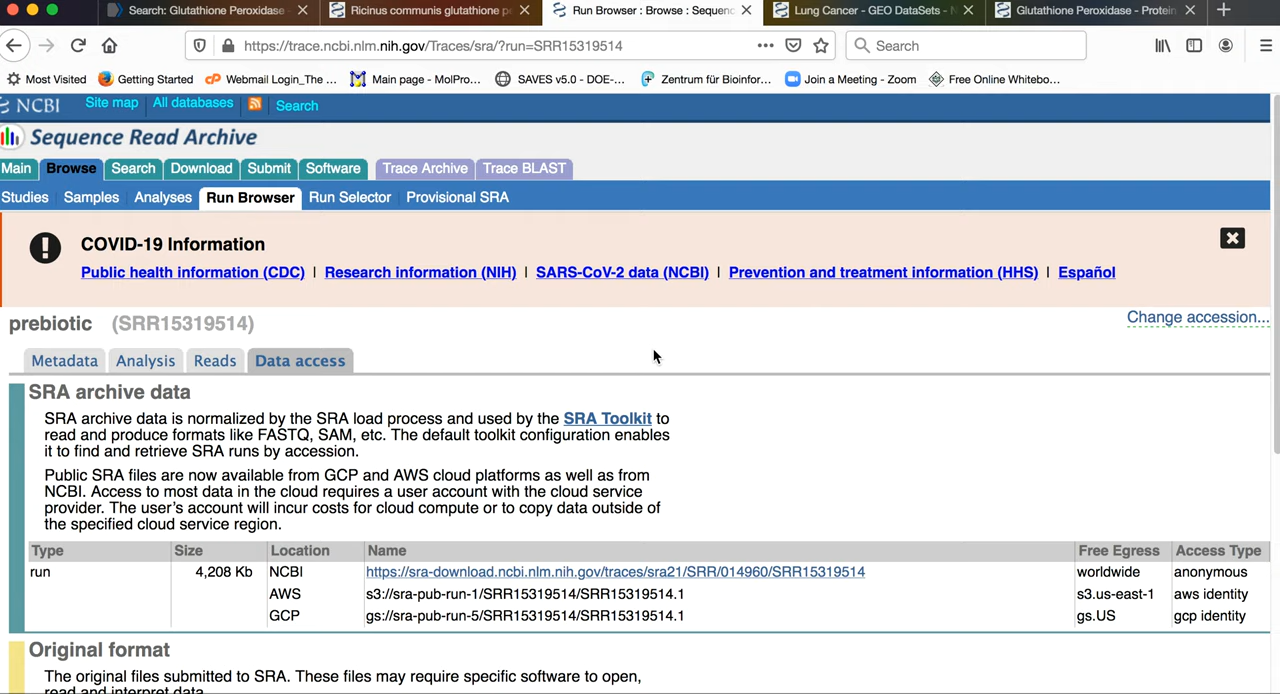 Search: Glutathione Peroxidase -
Ricinus communis glutathione pe
Run Browser : Browse : Sequenc
Lung Cancer - GEO DataSets - N
Glutathione Peroxidase - Protein
https://trace.ncbi.nlm.nih.gov/Traces/sra/?run=SRR15319514
Search
Most Visited
Getting Started
Webmail Login_The ...
Main page - MolPro...
SAVES v5.0 - DOE-...
Zentrum für Bioinfor...
Join a Meeting - Zoom
Free Online Whitebo...
NCBI
Site map
All databases
Search
Sequence Read Archive
Main
Browse
Search
Download
Submit
Software
Trace Archive
Trace BLAST
Studies
Samples
Analyses
Run Browser
Run Selector
Provisional SRA
COVID-19 Information
Public health information (CDC) | Research information (NIH) | SARS-CoV-2 data (NCBI) | Prevention and treatment information (HHS) | Español
prebiotic (SRR15319514)
Change accession...
Metadata
Analysis
Reads
Data access
SRA archive data
SRA archive data is normalized by the SRA load process and used by the SRA Toolkit to
read and produce formats like FASTQ, SAM, etc. The default toolkit configuration enables
it to find and retrieve SRA runs by accession.
Public SRA files are now available from GCP and AWS cloud platforms as well as from
NCBI. Access to most data in the cloud requires a user account with the cloud service
provider. The user's account will incur costs for cloud compute or to copy data outside of
the specified cloud service region.
Type Size Location Name Free Egress Access Type
run 4,208 Kb NCBI https://sra-download.ncbi.nlm.nih.gov/traces/sra21/SRR/014960/SRR15319514 worldwide anonymous
AWS s3://sra-pub-run-1/SRR15319514/SRR15319514.1 s3.us-east-1 aws identity
GCP gs://sra-pub-run-5/SRR15319514/SRR15319514.1 gs.US gcp identity
Original format
The original files submitted to SRA. These files may require specific software to open,
read and interpret data.